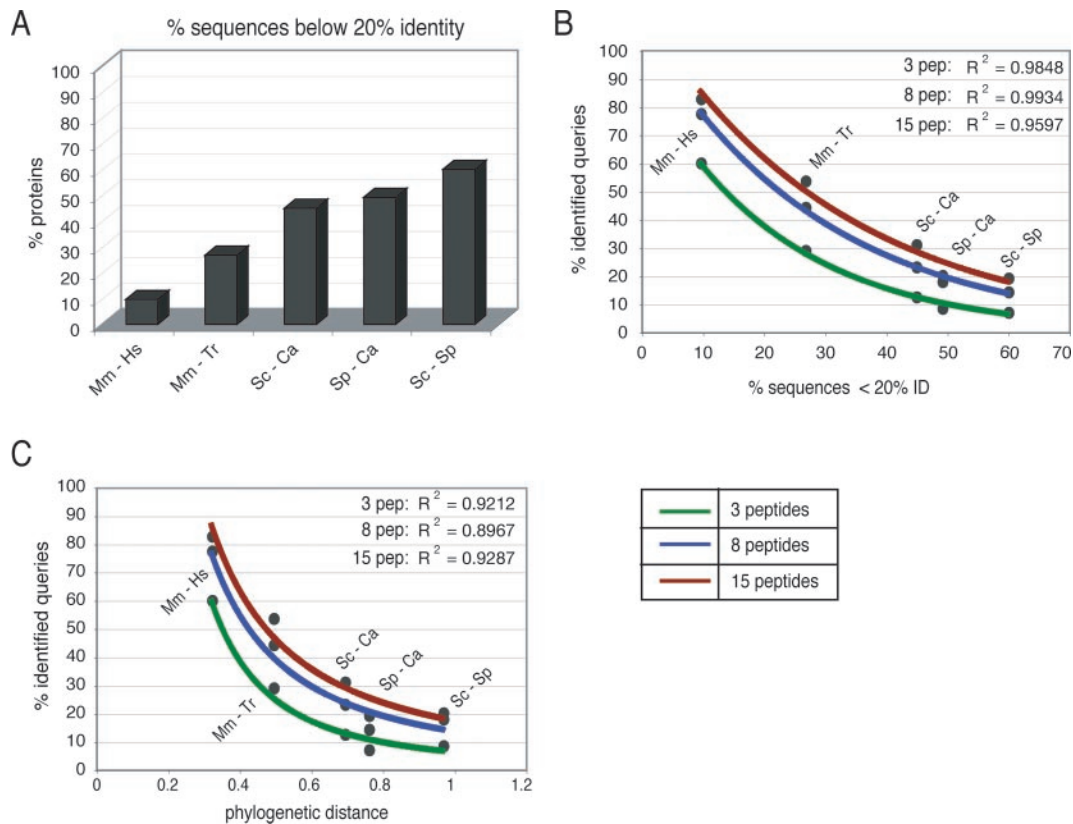 A
% sequences below 20% identity
% proteins
100
90
80
70
60
50
40
30
20
10
0
Mm - Hs
Mm - Tr
Sc - Ca
Sp - Ca
Sc - Sp
B
3 pep: R² = 0.9848
8 pep: R² = 0.9934
15 pep: R² = 0.9597
% identified queries
100
90
80
70
60
50
40
30
20
10
0
Mm - Hs
Mm - Tr
Sc - Ca
Sp - Ca
Sc - Sp
0 10 20 30 40 50 60 70
% sequences < 20% ID
C
3 pep: R² = 0.9212
8 pep: R² = 0.8967
15 pep: R² = 0.9287
% identified queries
100
90
80
70
60
50
40
30
20
10
0
Mm - Hs
Mm - Tr
Sc - Ca
Sp - Ca
Sc - Sp
0 0.2 0.4 0.6 0.8 1 1.2
phylogenetic distance
3 peptides
8 peptides
15 peptides